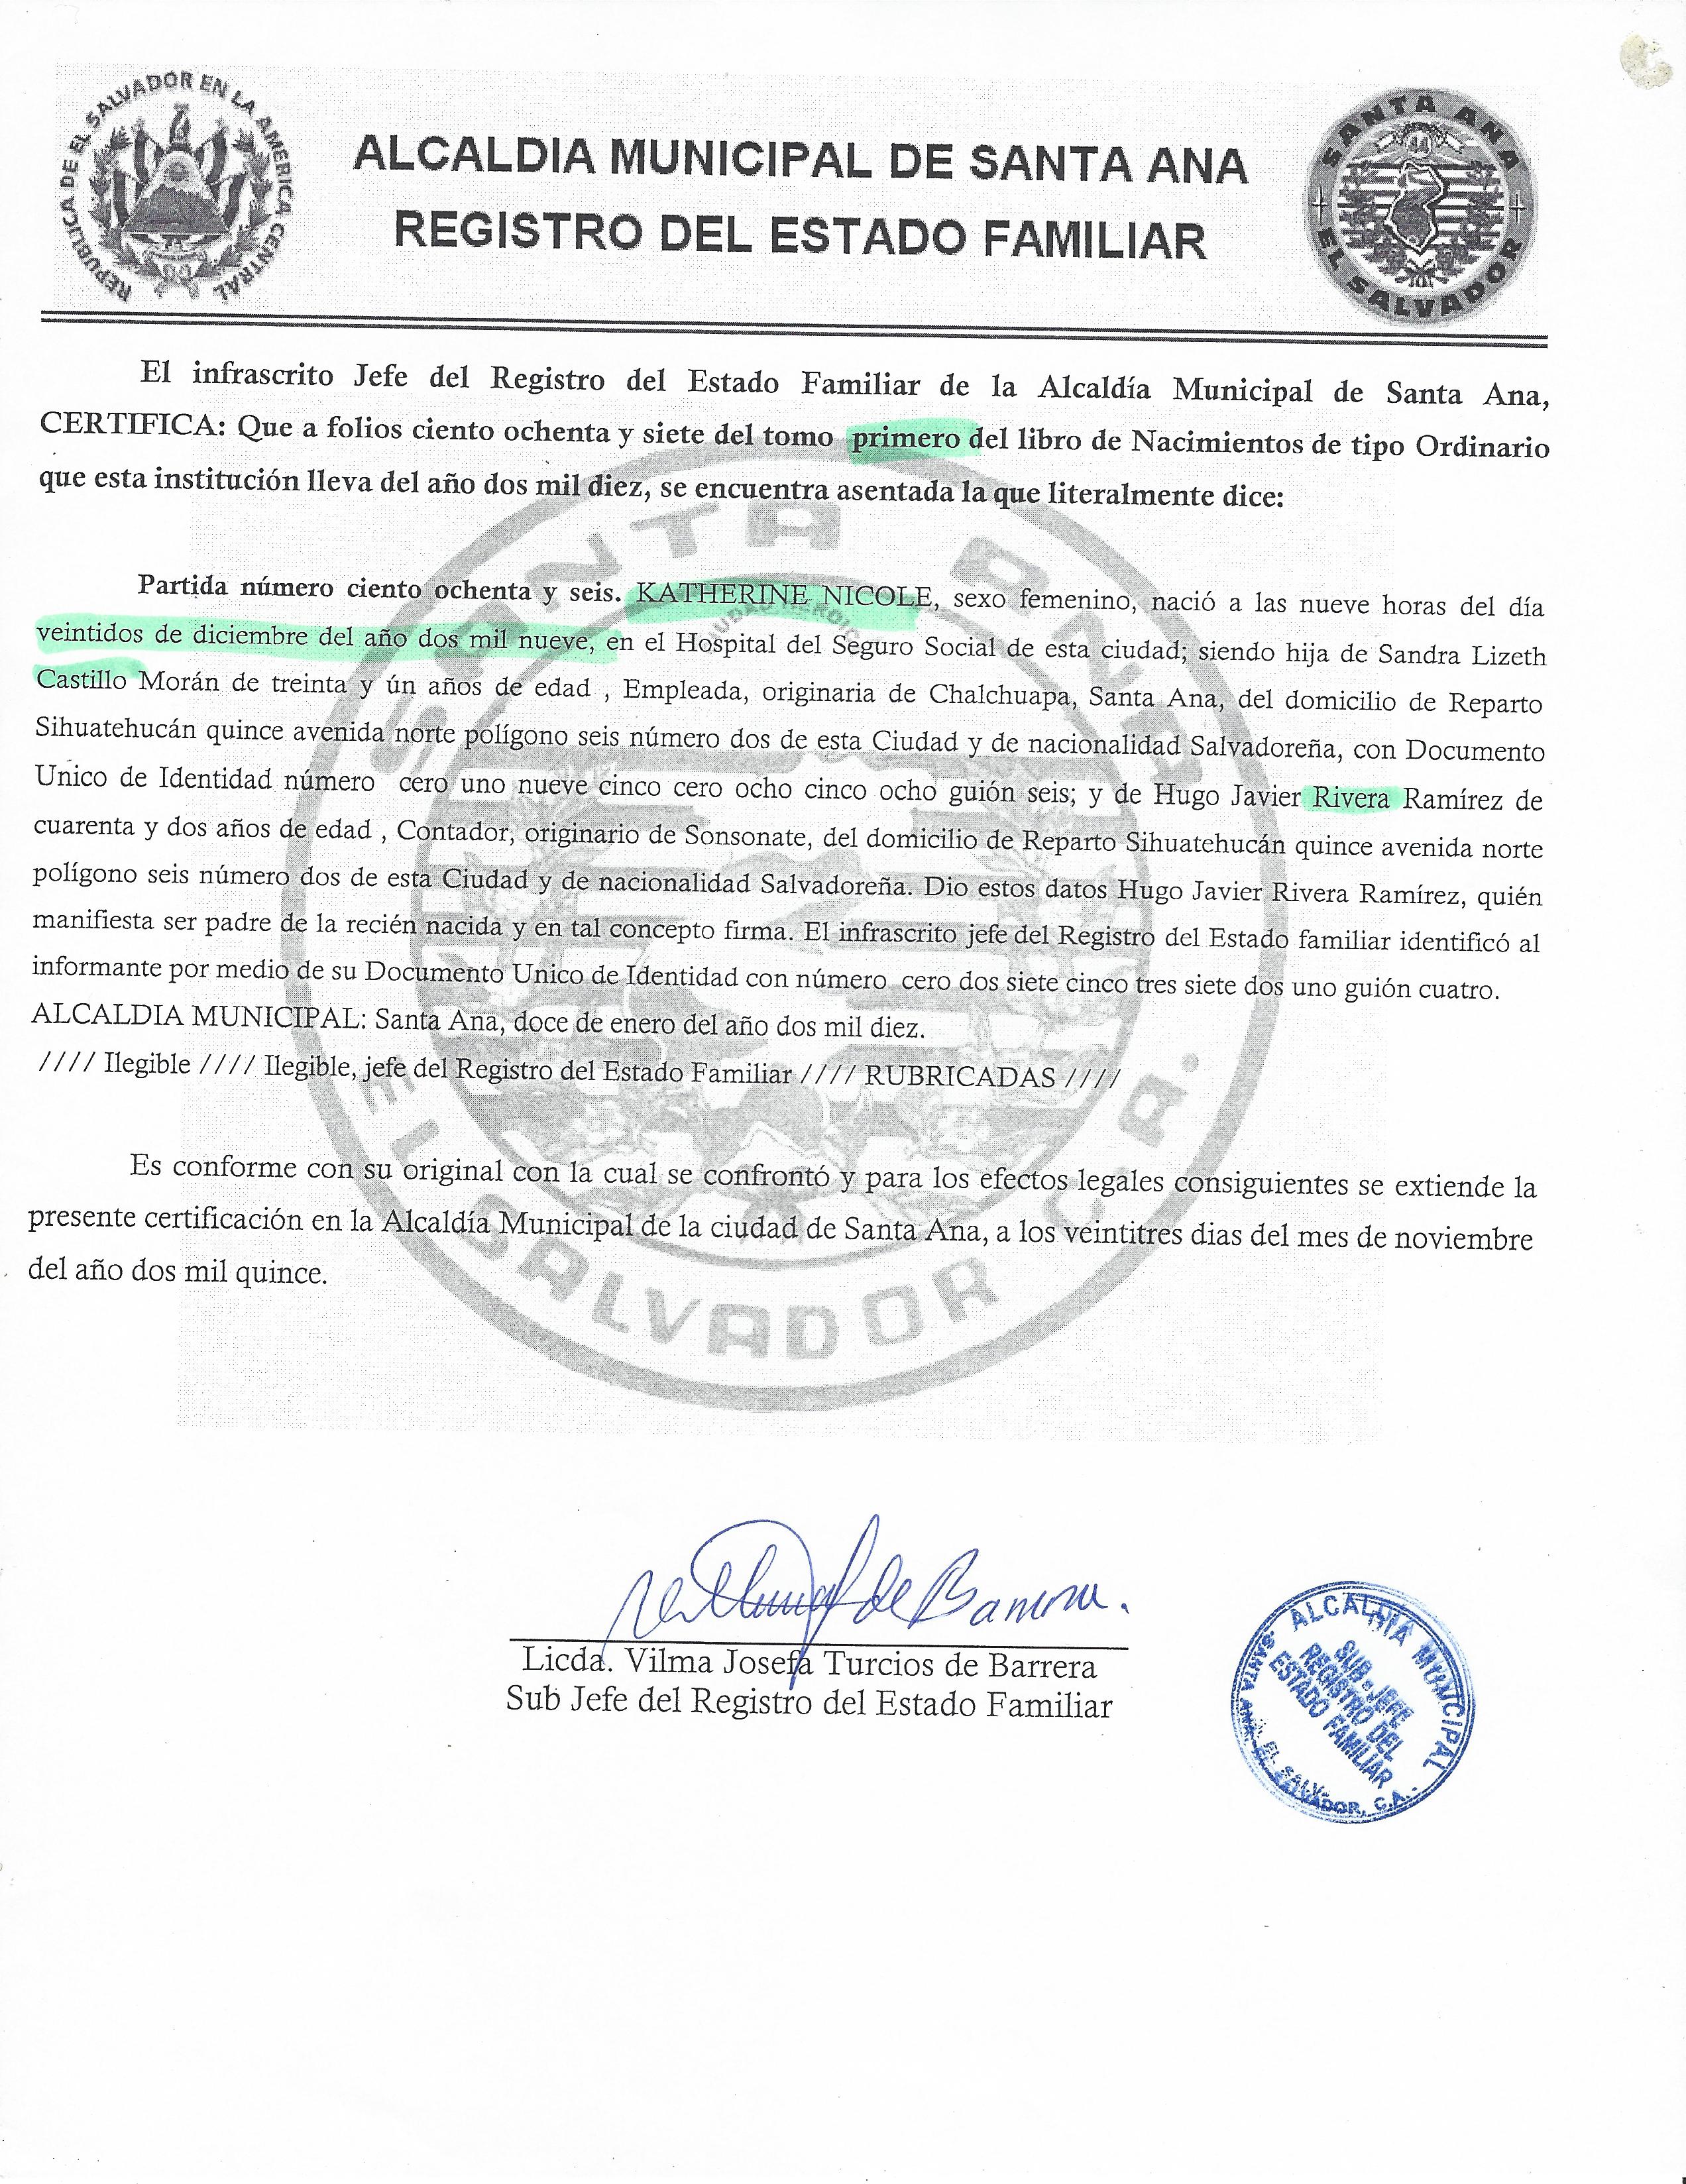 REPUBLICA DE EL SALVADOR EN LA AMERICA CENTRAL
ALCALDIA MUNICIPAL DE SANTA ANA
REGISTRO DEL ESTADO FAMILIAR
SANTA ANA
44
EL SALVADOR
El infrascrito Jefe del Registro del Estado Familiar de la Alcaldía Municipal de Santa Ana,
CERTIFICA: Que a folios ciento ochenta y siete del tomo primero del libro de Nacimientos de tipo Ordinario
que esta institución lleva del año dos mil diez, se encuentra asentada la que literalmente dice:
Partida número ciento ochenta y seis. KATHERINE NICOLE, sexo femenino, nació a las nueve horas del día
veintidos de diciembre del año dos mil nueve, en el Hospital del Seguro Social de esta ciudad; siendo hija de Sandra Lizeth
Castillo Morán de treinta y ún años de edad , Empleada, originaria de Chalchuapa, Santa Ana, del domicilio de Reparto
Sihuatehucán quince avenida norte polígono seis número dos de esta Ciudad y de nacionalidad Salvadoreña, con Documento
Unico de Identidad número cero uno nueve cinco cero ocho cinco ocho guión seis; y de Hugo Javier Rivera Ramírez de
cuarenta y dos años de edad , Contador, originario de Sonsonate, del domicilio de Reparto Sihuatehucán quince avenida norte
polígono seis número dos de esta Ciudad y de nacionalidad Salvadoreña. Dio estos datos Hugo Javier Rivera Ramírez, quién
manifiesta ser padre de la recién nacida y en tal concepto firma. El infrascrito jefe del Registro del Estado familiar identificó al
informante por medio de su Documento Unico de Identidad con número cero dos siete cinco tres siete dos uno guión cuatro.
ALCALDIA MUNICIPAL: Santa Ana, doce de enero del año dos mil diez.
//// Ilegible //// Ilegible, jefe del Registro del Estado Familiar //// RUBRICADAS ////
Es conforme con su original con la cual se confrontó y para los efectos legales consiguientes se extiende la
presente certificación en la Alcaldía Municipal de la ciudad de Santa Ana, a los veintitres dias del mes de noviembre
del año dos mil quince.
SANTA ANA
EL SALVADOR C.A.
de Barrera.
Licda. Vilma Josefa Turcios de Barrera
Sub Jefe del Registro del Estado Familiar
ALCALDIA MUNICIPAL
SUB-JEFE
REGISTRO DEL
ESTADO FAMILIAR
SANTA ANA, EL SALVADOR, C.A.